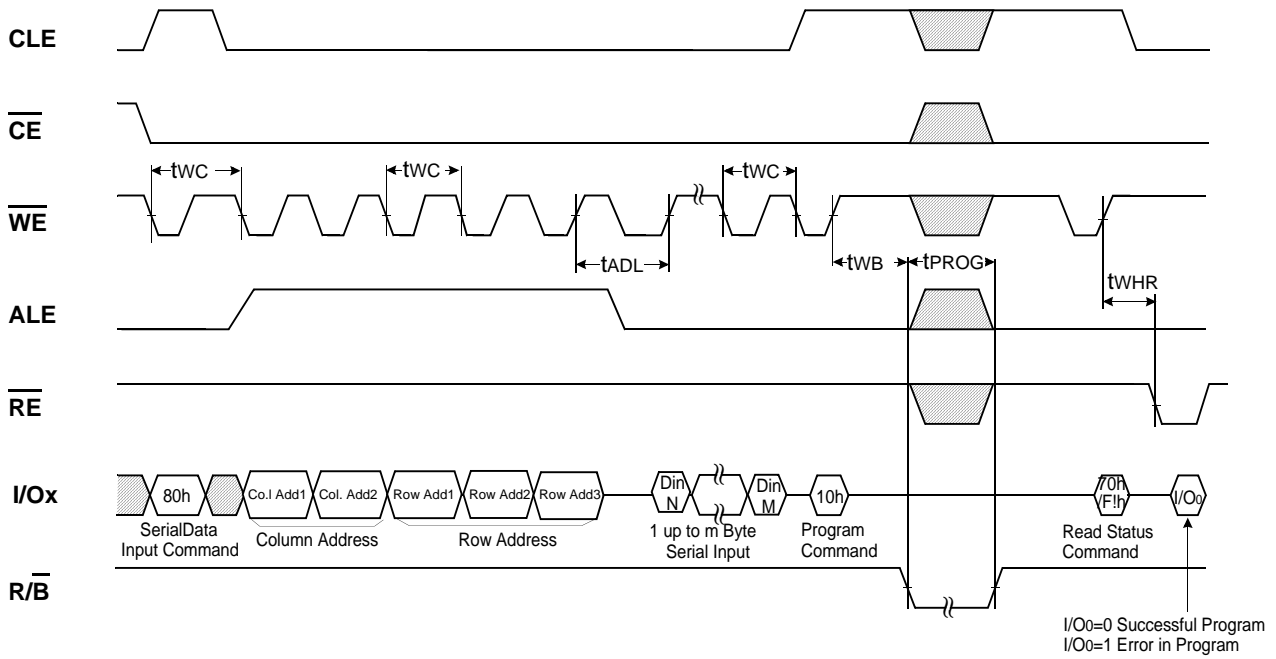 CLE
CE
tWC
tWC
tWC
WE
tADL
tWB
tPROG
tWHR
ALE
RE
I/Ox
80h
Co.l Add1
Col. Add2
Row Add1
Row Add2
Row Add3
Din
N
Din
M
10h
70h
/F!h
I/O0
SerialData
Input Command
Column Address
Row Address
1 up to m Byte
Serial Input
Program
Command
Read Status
Command
R/B
I/O0=0 Successful Program
I/O0=1 Error in Program